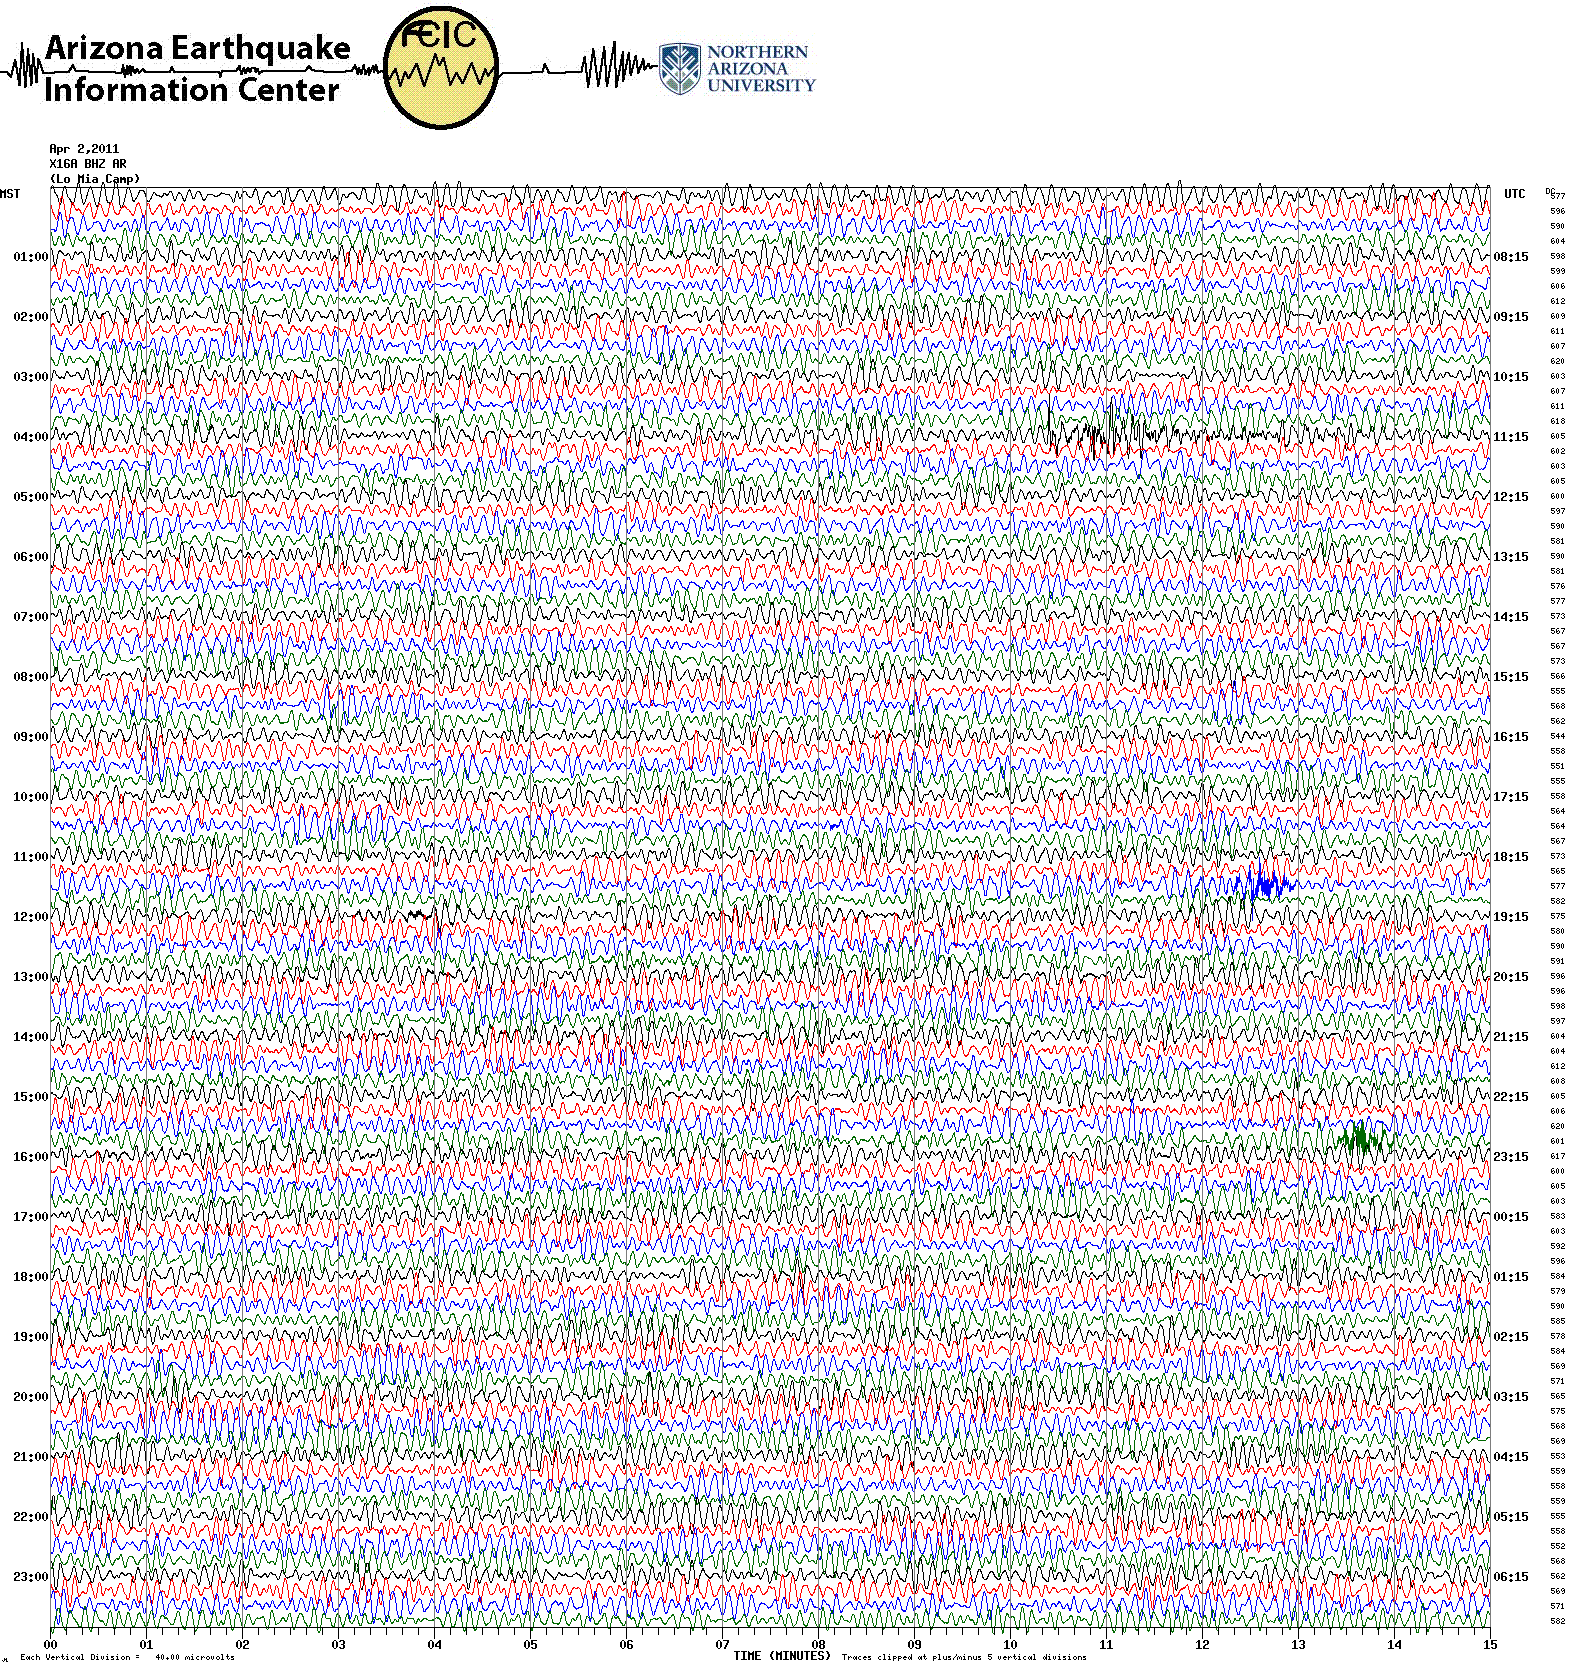 Arizona Earthquake
Information Center
ÆEIC
NORTHERN
ARIZONA
UNIVERSITY
Apr 2,2011
X16A BHZ AR
(Lo Mia Camp)
MST UTC DC
577
596
590
604
01:00 08:15 598
599
606
612
02:00 09:15 609
611
607
620
03:00 10:15 603
607
611
618
04:00 11:15 605
602
603
605
05:00 12:15 600
597
590
581
06:00 13:15 590
581
576
577
07:00 14:15 573
567
567
573
08:00 15:15 566
555
568
562
09:00 16:15 544
558
551
555
10:00 17:15 558
564
564
567
11:00 18:15 573
565
577
582
12:00 19:15 575
580
590
591
13:00 20:15 596
596
598
597
14:00 21:15 604
604
612
608
15:00 22:15 605
606
620
601
16:00 23:15 617
600
605
603
17:00 00:15 583
603
592
596
18:00 01:15 584
579
590
585
19:00 02:15 578
584
569
571
20:00 03:15 565
575
568
569
21:00 04:15 553
559
558
559
22:00 05:15 555
558
552
568
23:00 06:15 562
569
571
582
00 01 02 03 04 05 06 07 08 09 10 11 12 13 14 15
TIME (MINUTES)
Each Vertical Division = 40.00 microvolts
Traces clipped at plus/minus 5 vertical divisions